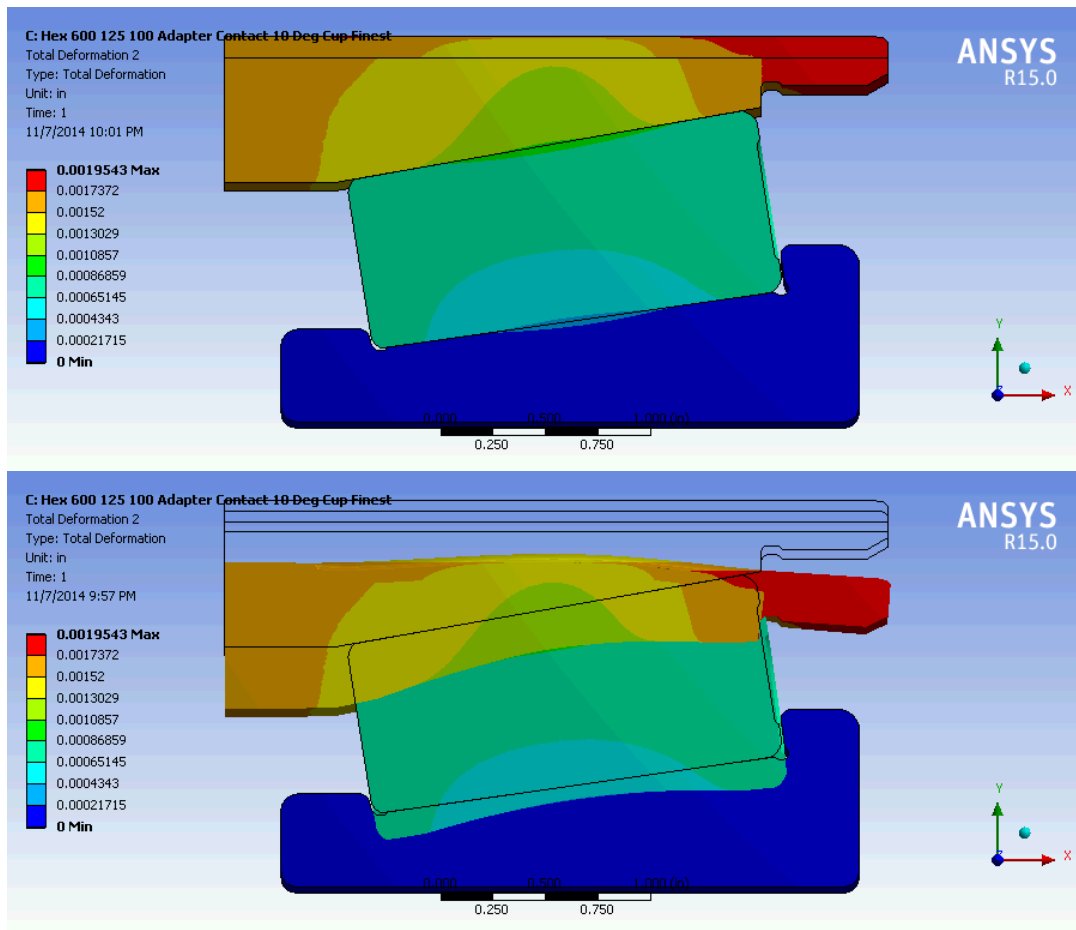 C: Hex 600 125 100 Adapter Contact 10 Deg Cup Finest
Total Deformation 2
Type: Total Deformation
Unit: in
Time: 1
11/7/2014 10:01 PM
ANSYS
R15.0
0.0019543 Max
0.0017372
0.00152
0.0013029
0.0010857
0.00086859
0.00065145
0.0004343
0.00021715
0 Min
Y
Z
X
0.000 0.500 1.000 (in)
0.250 0.750
C: Hex 600 125 100 Adapter Contact 10 Deg Cup Finest
Total Deformation 2
Type: Total Deformation
Unit: in
Time: 1
11/7/2014 9:57 PM
ANSYS
R15.0
0.0019543 Max
0.0017372
0.00152
0.0013029
0.0010857
0.00086859
0.00065145
0.0004343
0.00021715
0 Min
Y
Z
X
0.000 0.500 1.000 (in)
0.250 0.750